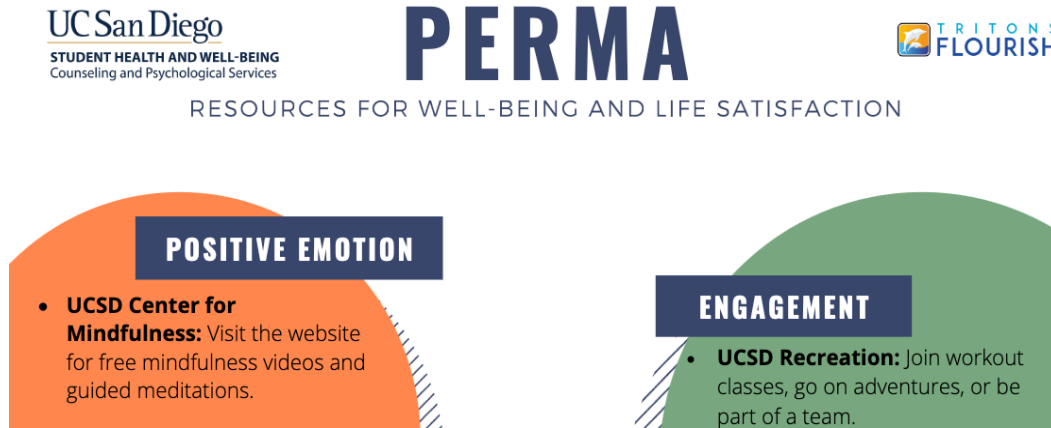 UC San Diego
STUDENT HEALTH AND WELL-BEING
Counseling and Psychological Services
PERMA
TRITONS
FLOURISH
RESOURCES FOR WELL-BEING AND LIFE SATISFACTION
POSITIVE EMOTION
• UCSD Center for
Mindfulness: Visit the website
for free mindfulness videos and
guided meditations.
ENGAGEMENT
• UCSD Recreation: Join workout
classes, go on adventures, or be
part of a team.